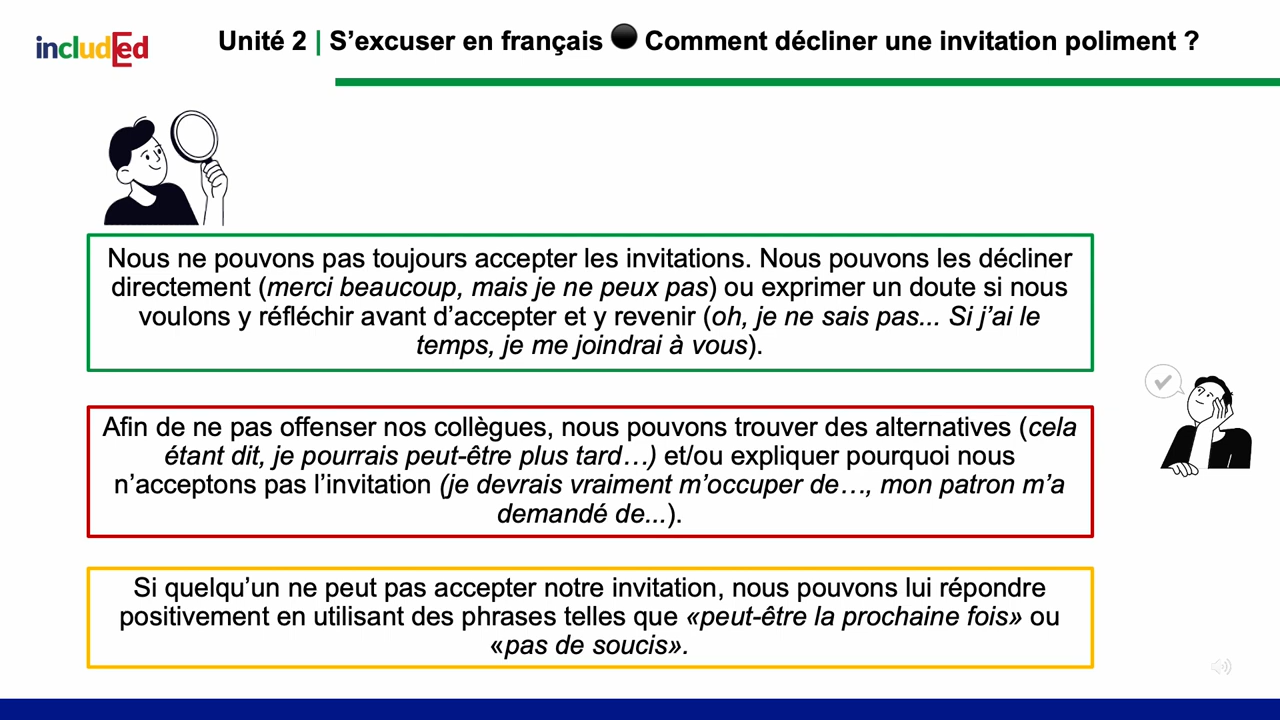 includEd
Unité 2 | S’excuser en français ⚫ Comment décliner une invitation poliment ?
Nous ne pouvons pas toujours accepter les invitations. Nous pouvons les décliner
directement (merci beaucoup, mais je ne peux pas) ou exprimer un doute si nous
voulons y réfléchir avant d’accepter et y revenir (oh, je ne sais pas... Si j’ai le
temps, je me joindrai à vous).
Afin de ne pas offenser nos collègues, nous pouvons trouver des alternatives (cela
étant dit, je pourrais peut-être plus tard…) et/ou expliquer pourquoi nous
n’acceptons pas l’invitation (je devrais vraiment m’occuper de…, mon patron m’a
demandé de...).
Si quelqu’un ne peut pas accepter notre invitation, nous pouvons lui répondre
positivement en utilisant des phrases telles que «peut-être la prochaine fois» ou
«pas de soucis».